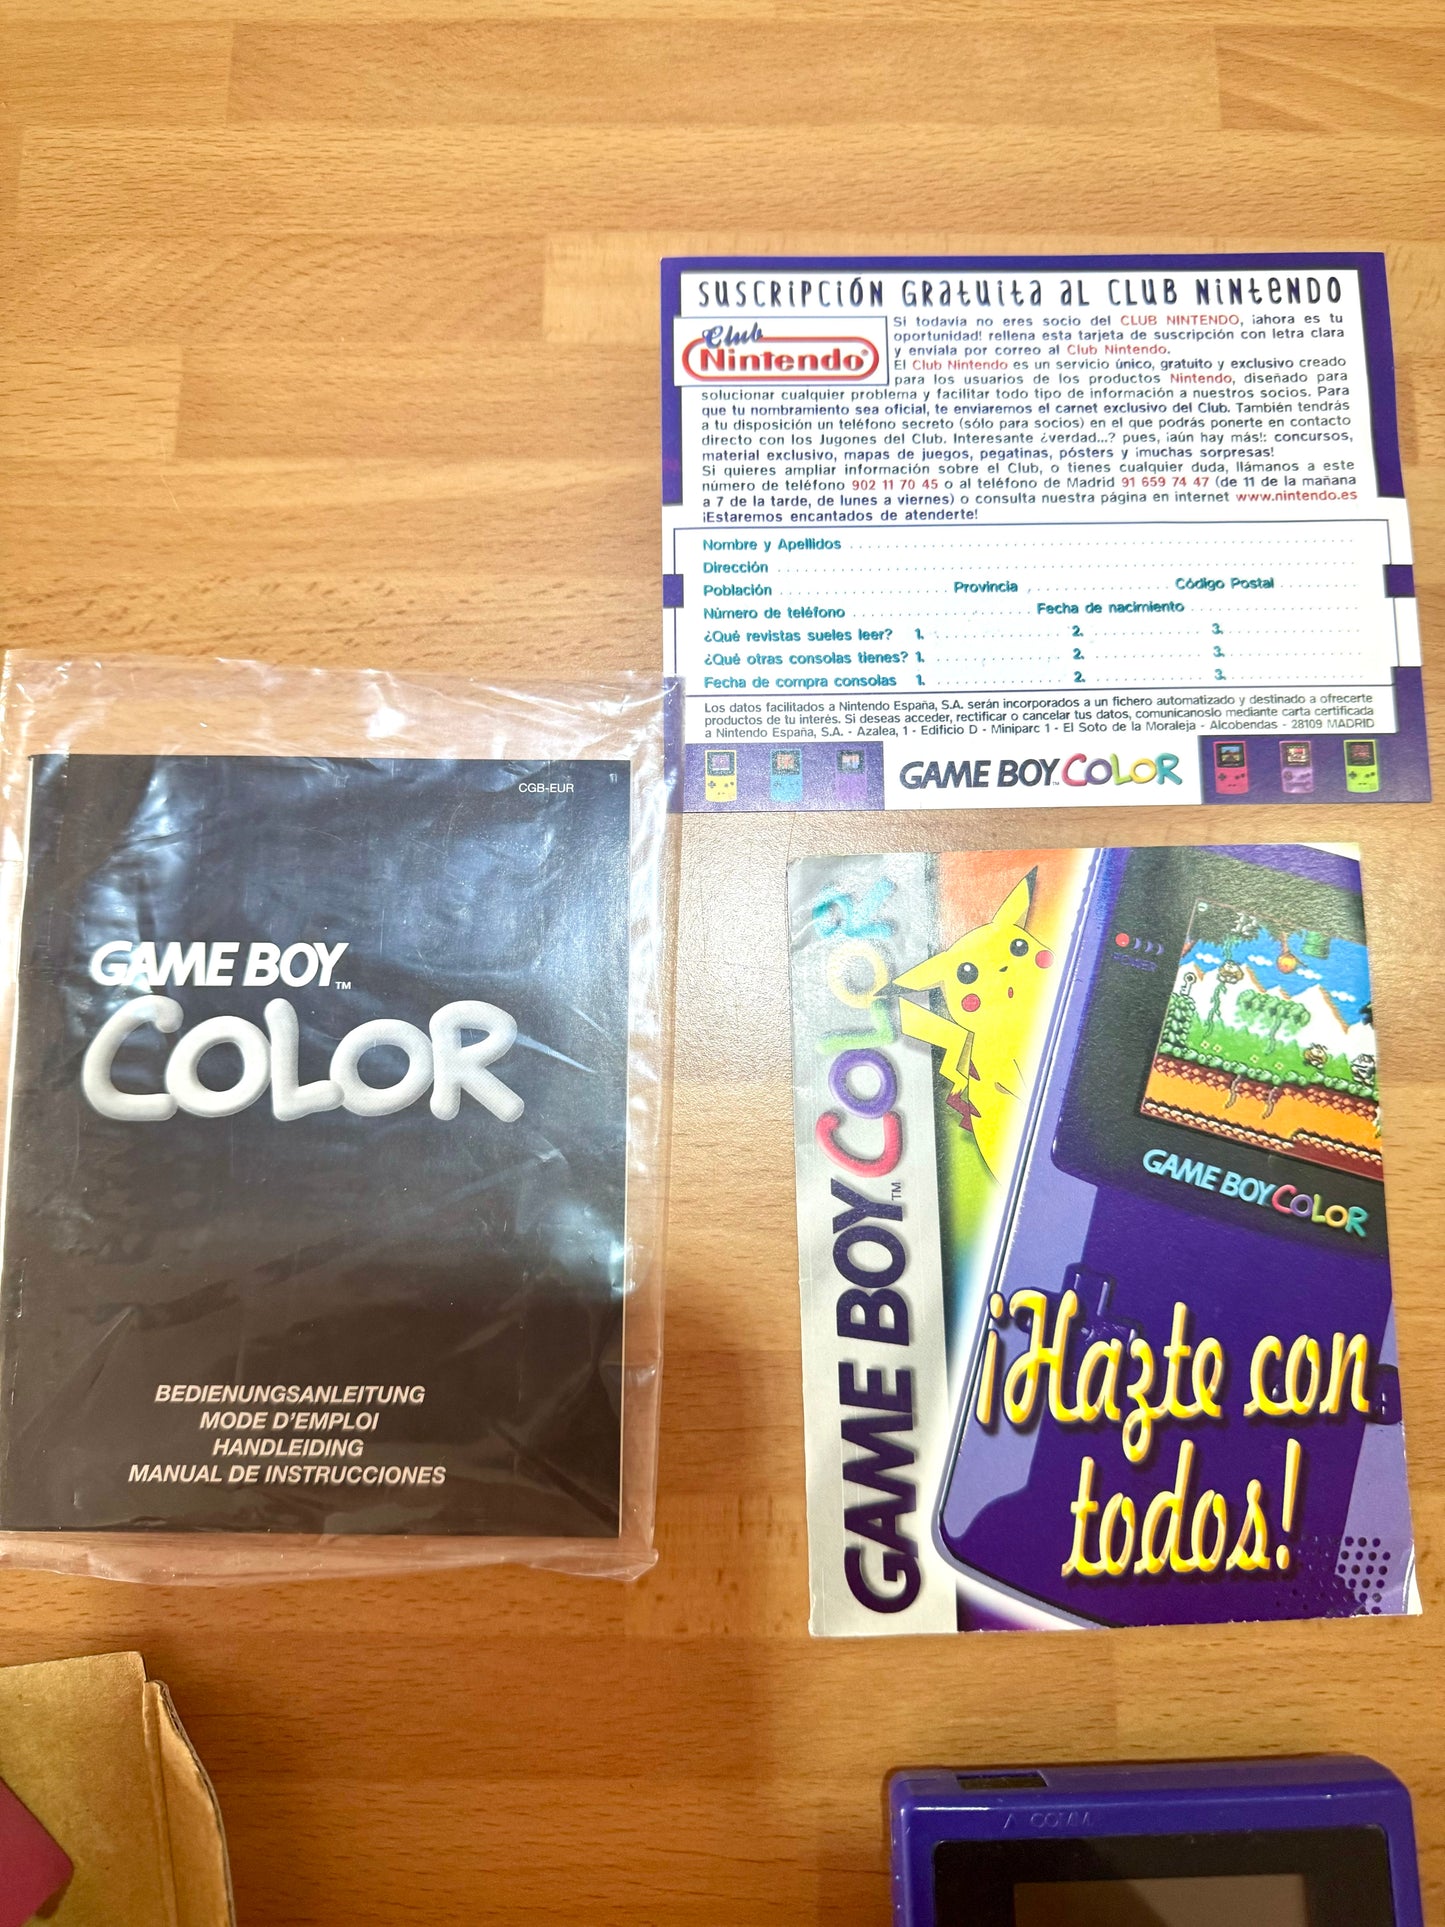 SUSCRIPCIÓN GRATUITA AL CLUB NINTENDO
Club
Nintendo®
Si todavía no eres socio del CLUB NINTENDO, ¡ahora es tu
oportunidad! rellena esta tarjeta de suscripción con letra clara
y envíala por correo al Club Nintendo.
El Club Nintendo es un servicio único, gratuito y exclusivo creado
para los usuarios de los productos Nintendo, diseñado para
solucionar cualquier problema y facilitar todo tipo de información a nuestros socios. Para
que tu nombramiento sea oficial, te enviaremos el carnet exclusivo del Club. También tendrás
a tu disposición un teléfono secreto (sólo para socios) en el que podrás ponerte en contacto
directo con los Jugones del Club. Interesante ¿verdad...? pues, ¡aún hay más!: concursos,
material exclusivo, mapas de juegos, pegatinas, pósters y ¡muchas sorpresas!
Si quieres ampliar información sobre el Club, o tienes cualquier duda, llámanos a este
número de teléfono 902 11 70 45 o al teléfono de Madrid 91 659 74 47 (de 11 de la mañana
a 7 de la tarde, de lunes a viernes) o consulta nuestra página en internet www.nintendo.es
¡Estaremos encantados de atenderte!
Nombre y Apellidos
Dirección
Población Provincia Código Postal
Número de teléfono Fecha de nacimiento
¿Qué revistas sueles leer? 1. 2. 3.
¿Qué otras consolas tienes? 1. 2. 3.
Fecha de compra consolas 1. 2. 3.
Los datos facilitados a Nintendo España, S.A. serán incorporados a un fichero automatizado y destinado a ofrecerte
productos de tu interés. Si deseas acceder, rectificar o cancelar tus datos, comunicanoslo mediante carta certificada
a Nintendo España, S.A. - Azalea, 1 - Edificio D - Miniparc 1 - El Soto de la Moraleja - Alcobendas - 28109 MADRID
GAME BOY™ COLOR
CGB-EUR
GAME BOY™
COLOR
BEDIENUNGSANLEITUNG
MODE D'EMPLOI
HANDLEIDING
MANUAL DE INSTRUCCIONES
GAME BOY™ COLOR
POWER
GAME BOY COLOR
¡Hazte con
todos!
COMM